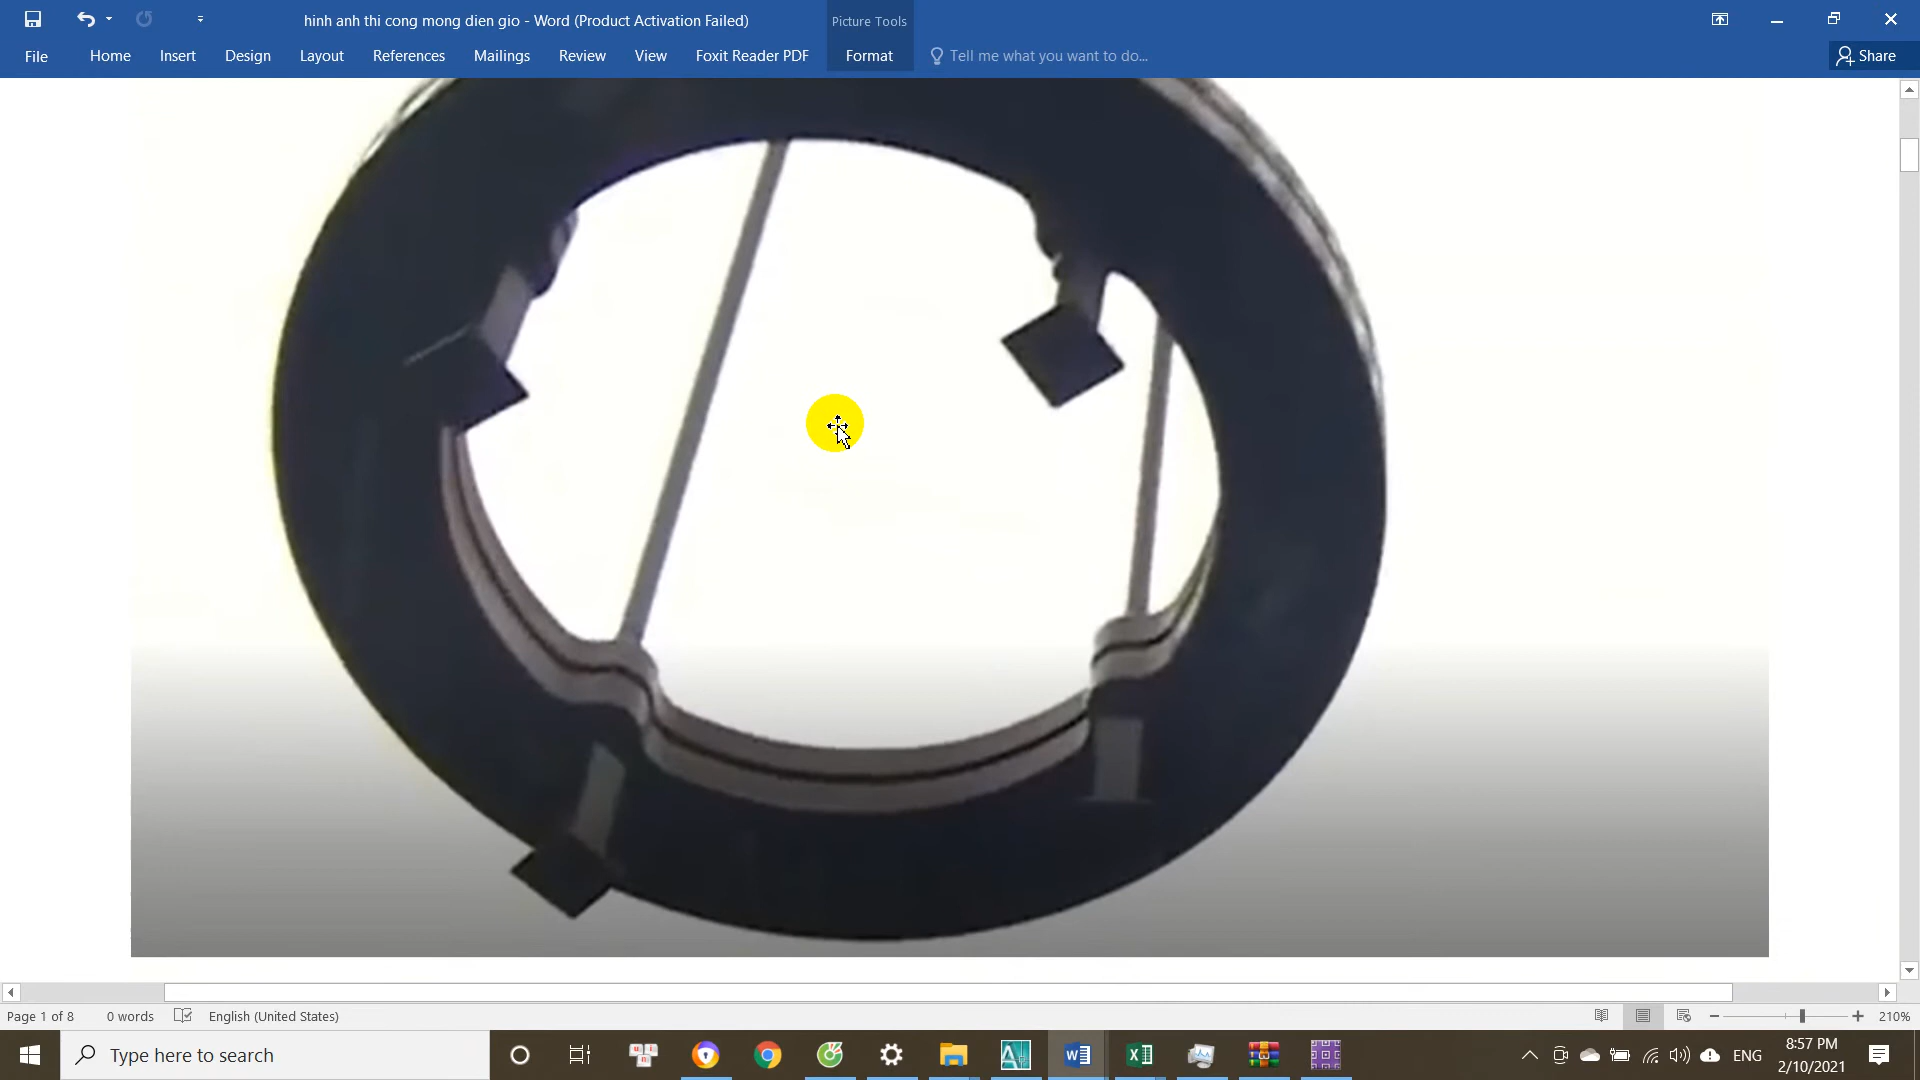 hinh anh thi cong mong dien gio - Word (Product Activation Failed)
Picture Tools
File
Home
Insert
Design
Layout
References
Mailings
Review
View
Foxit Reader PDF
Format
Tell me what you want to do...
Share
Page 1 of 8
0 words
English (United States)
210%
Type here to search
ENG
8:57 PM
2/10/2021